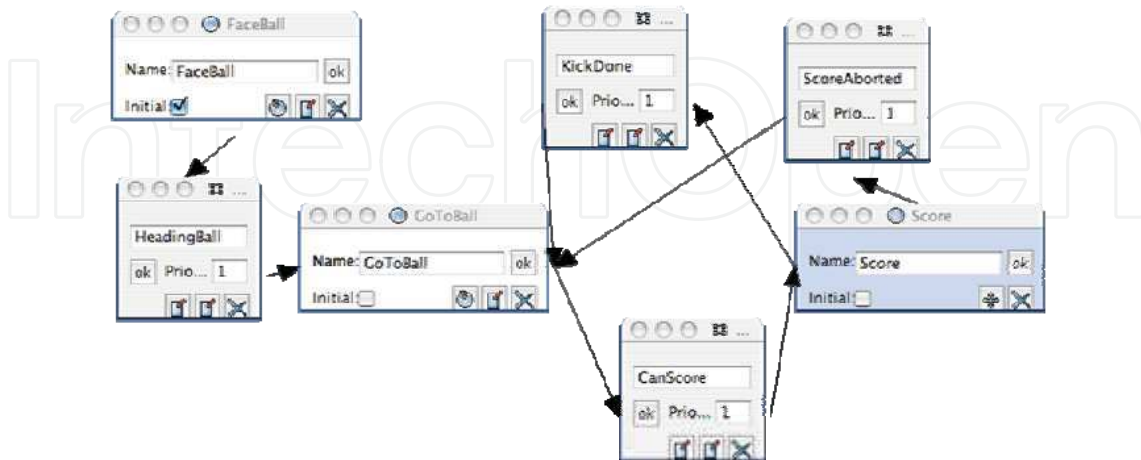 FaceBall
Name: FaceBall ok
Initial
HeadingBall
ok Prio... 1
GoToBall
Name: GoToBall ok
Initial:
KickDone
ok Prio... 1
ScoreAborted
ok Prio... 1
Score
Name: Score ok
Initial:
CanScore
ok Prio... 1
IntechOpen